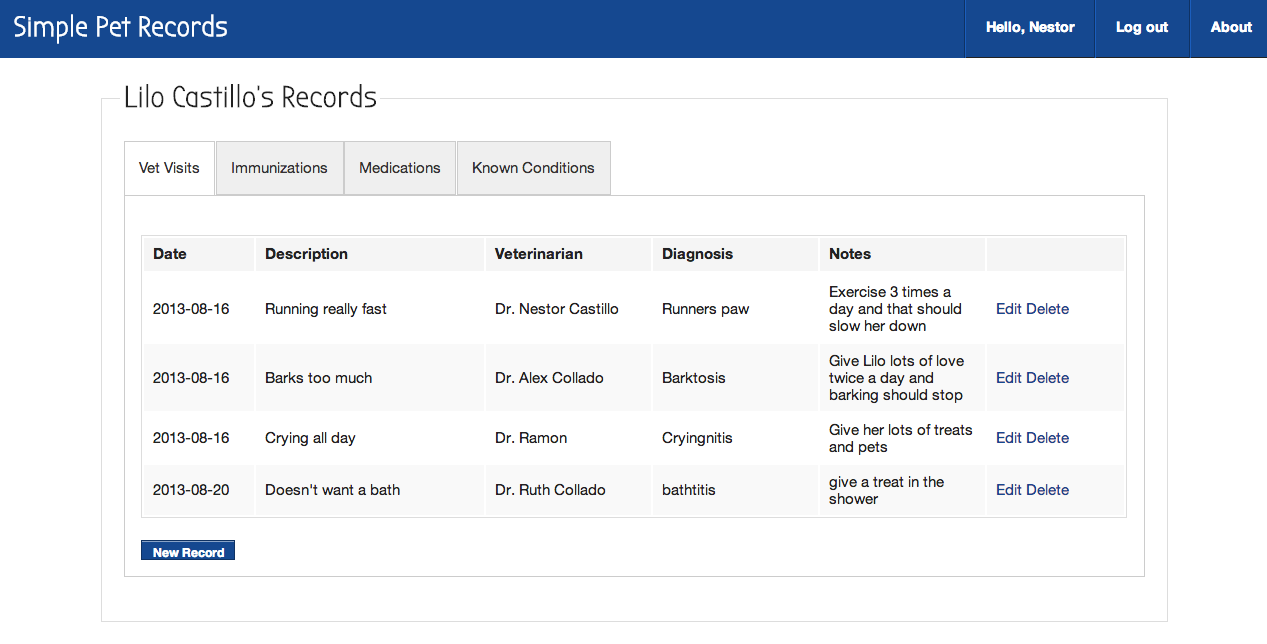 Simple Pet Records
Hello, Nestor
Log out
About
Lilo Castillo's Records
Vet Visits
Immunizations
Medications
Known Conditions
Date Description Veterinarian Diagnosis Notes
2013-08-16 Running really fast Dr. Nestor Castillo Runners paw
Exercise 3 times a
day and that should
slow her down
Edit Delete
2013-08-16 Barks too much Dr. Alex Collado Barktosis
Give Lilo lots of love
twice a day and
barking should stop
Edit Delete
2013-08-16 Crying all day Dr. Ramon Cryingnitis
Give her lots of treats
and pets
Edit Delete
2013-08-20 Doesn't want a bath Dr. Ruth Collado bathtitis
give a treat in the
shower
Edit Delete
New Record